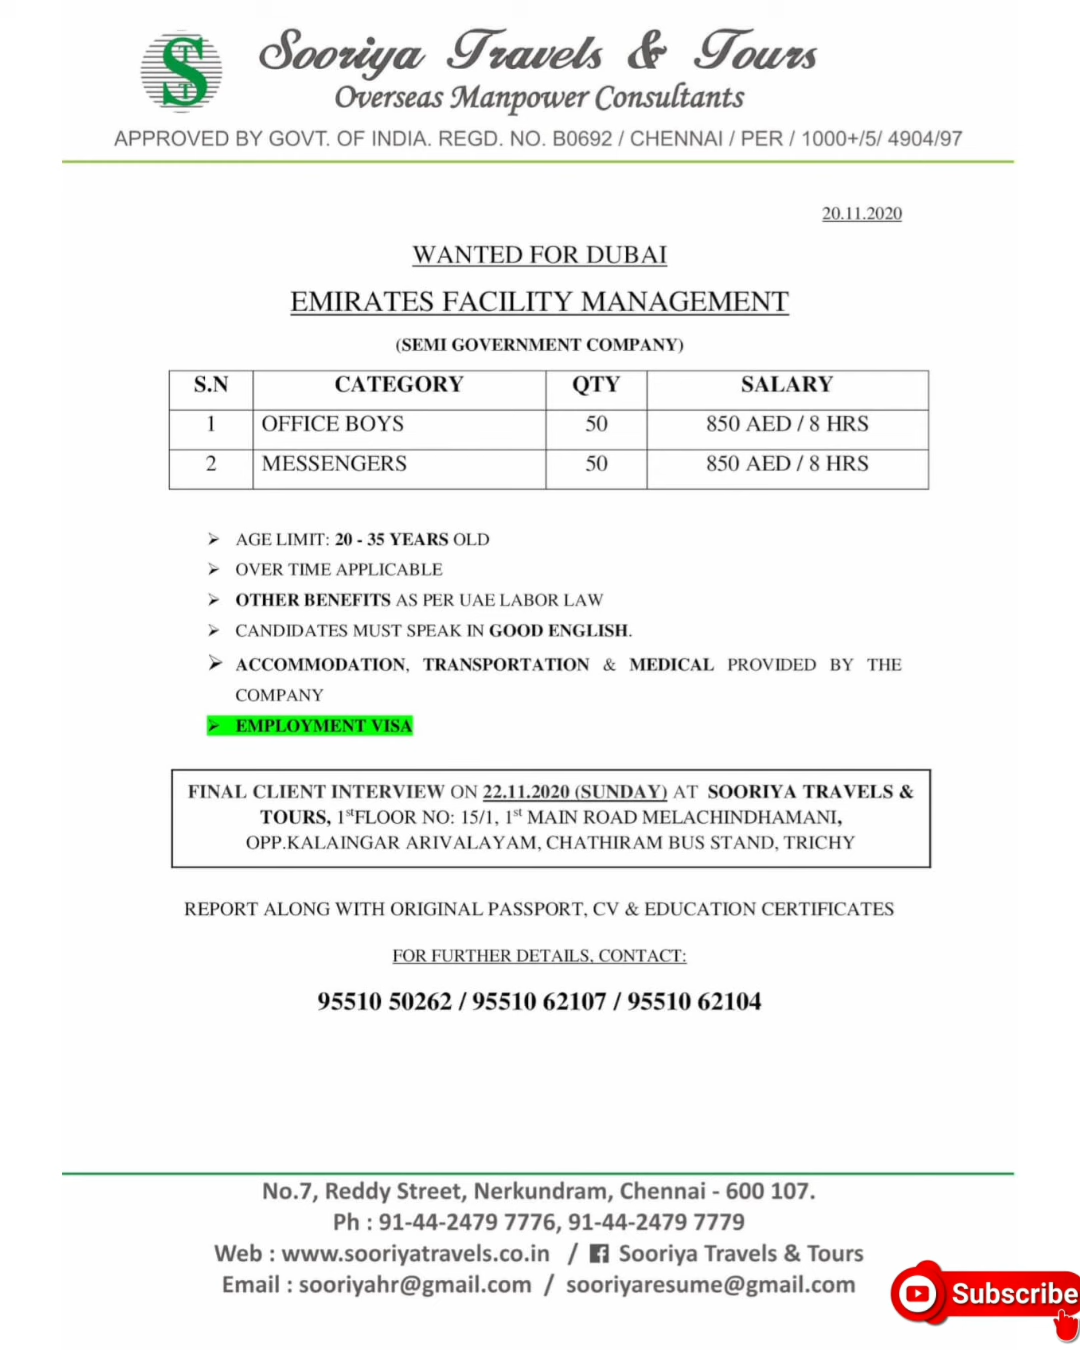 STT
Sooriya Travels & Tours
Overseas Manpower Consultants
APPROVED BY GOVT. OF INDIA. REGD. NO. B0692 / CHENNAI / PER / 1000+/5/ 4904/97
20.11.2020
WANTED FOR DUBAI
EMIRATES FACILITY MANAGEMENT
(SEMI GOVERNMENT COMPANY)
S.N CATEGORY QTY SALARY
1 OFFICE BOYS 50 850 AED / 8 HRS
2 MESSENGERS 50 850 AED / 8 HRS
➢ AGE LIMIT: 20 - 35 YEARS OLD
➢ OVER TIME APPLICABLE
➢ OTHER BENEFITS AS PER UAE LABOR LAW
➢ CANDIDATES MUST SPEAK IN GOOD ENGLISH.
➢ ACCOMMODATION, TRANSPORTATION & MEDICAL PROVIDED BY THE
COMPANY
➢ EMPLOYMENT VISA
FINAL CLIENT INTERVIEW ON 22.11.2020 (SUNDAY) AT SOORIYA TRAVELS &
TOURS, 1stFLOOR NO: 15/1, 1st MAIN ROAD MELACHINDHAMANI,
OPP.KALAINGAR ARIVALAYAM, CHATHIRAM BUS STAND, TRICHY
REPORT ALONG WITH ORIGINAL PASSPORT, CV & EDUCATION CERTIFICATES
FOR FURTHER DETAILS, CONTACT:
95510 50262 / 95510 62107 / 95510 62104
No.7, Reddy Street, Nerkundram, Chennai - 600 107.
Ph : 91-44-2479 7776, 91-44-2479 7779
Web : www.sooriyatravels.co.in / f Sooriya Travels & Tours
Email : sooriyahr@gmail.com / sooriyaresume@gmail.com
Subscribe